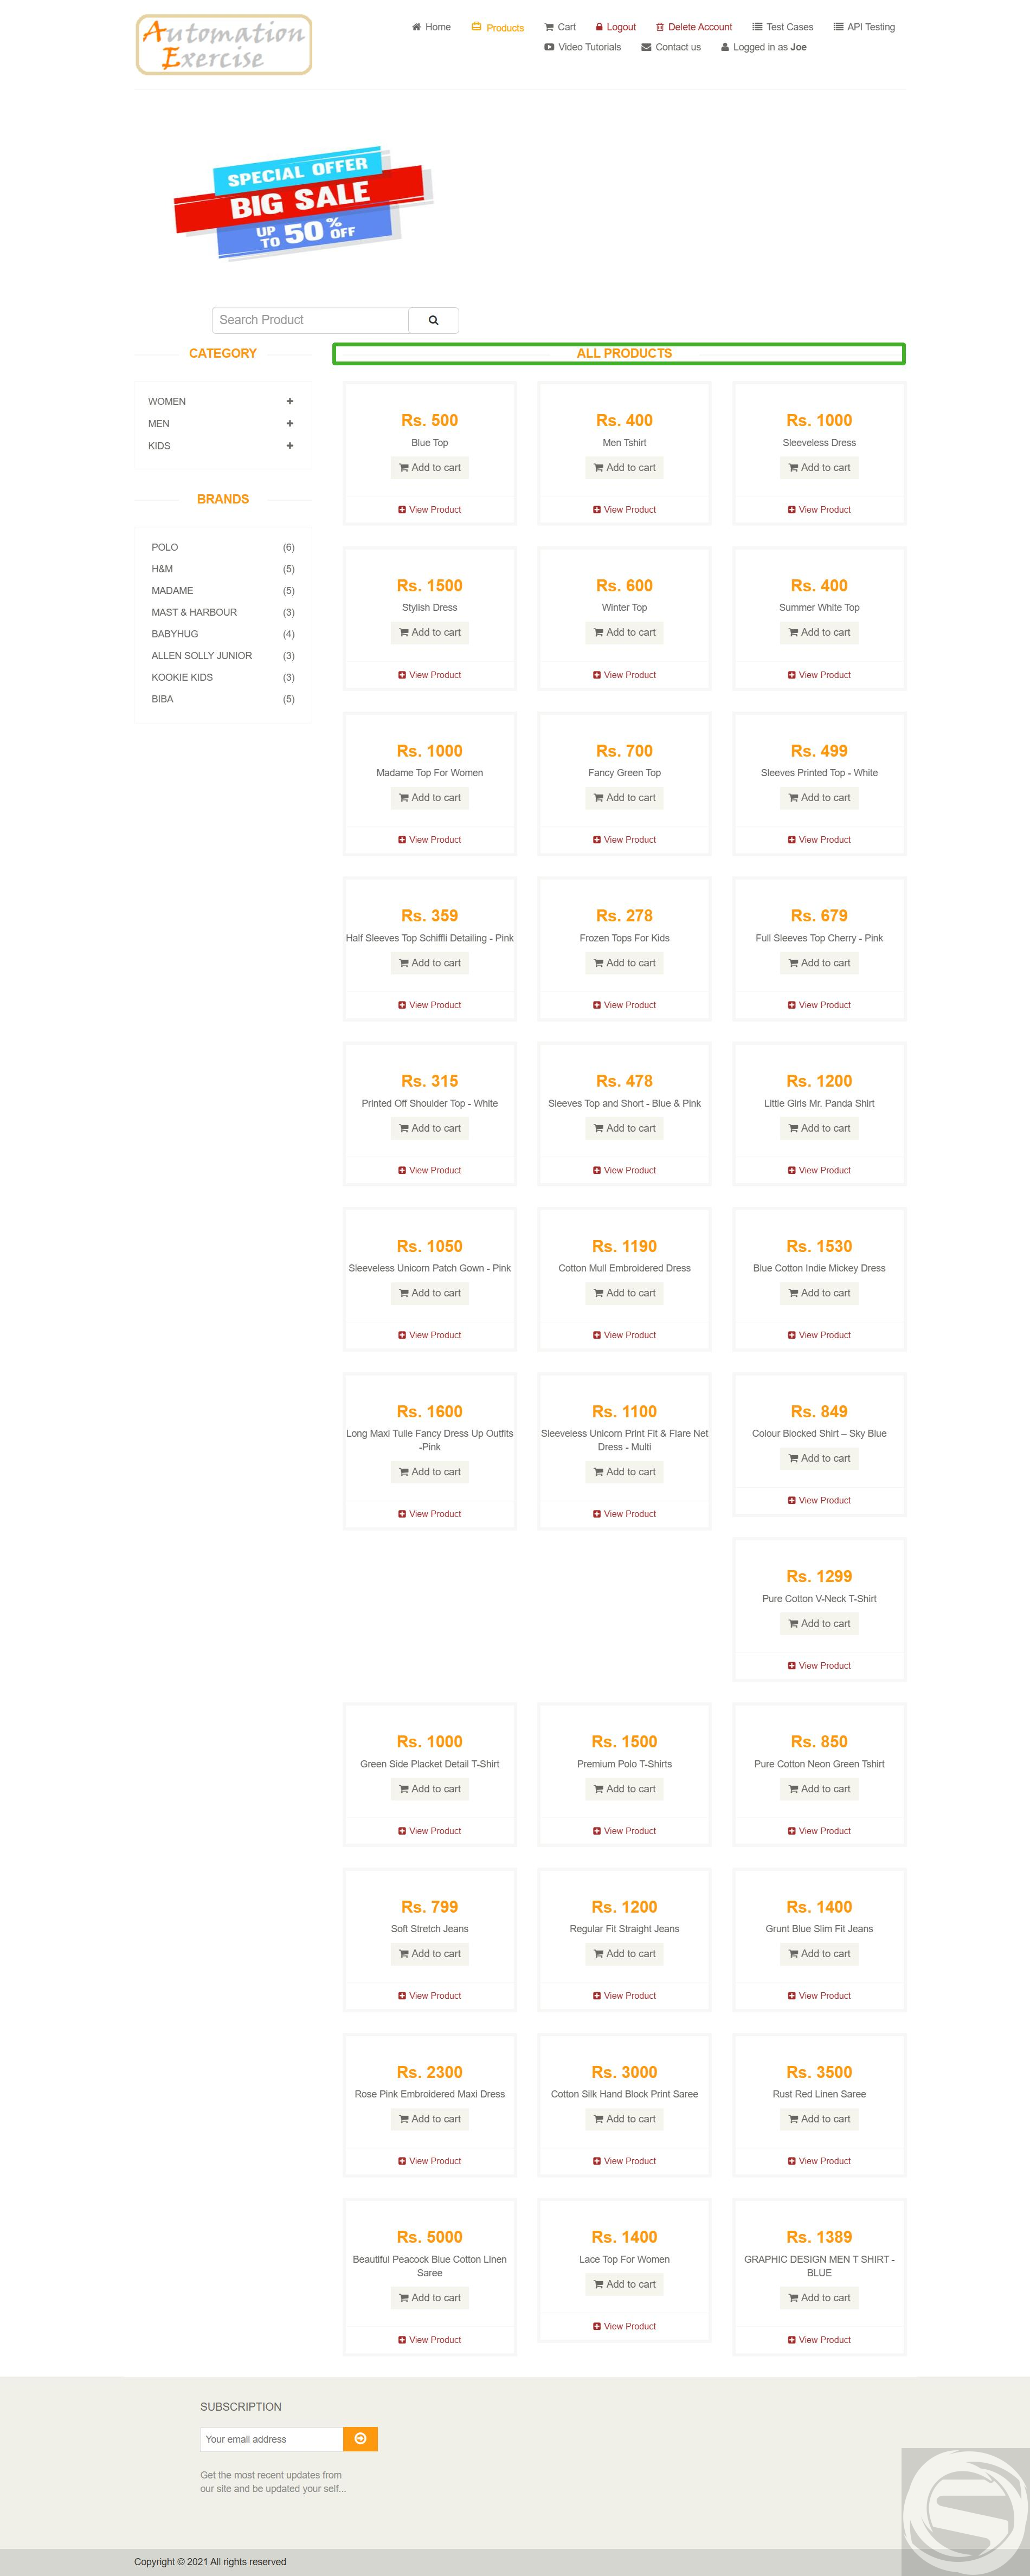 Automation
Exercise
Home Products Cart Logout Delete Account Test Cases API Testing
Video Tutorials Contact us Logged in as Joe
SPECIAL OFFER
BIG SALE
UP TO 50% OFF
Search Product
CATEGORY
WOMEN
MEN
KIDS
BRANDS
POLO (6)
H&M (5)
MADAME (5)
MAST & HARBOUR (3)
BABYHUG (4)
ALLEN SOLLY JUNIOR (3)
KOOKIE KIDS (3)
BIBA (5)
ALL PRODUCTS
Rs. 500
Blue Top
Add to cart
View Product
Rs. 400
Men Tshirt
Add to cart
View Product
Rs. 1000
Sleeveless Dress
Add to cart
View Product
Rs. 1500
Stylish Dress
Add to cart
View Product
Rs. 600
Winter Top
Add to cart
View Product
Rs. 400
Summer White Top
Add to cart
View Product
Rs. 1000
Madame Top For Women
Add to cart
View Product
Rs. 700
Fancy Green Top
Add to cart
View Product
Rs. 499
Sleeves Printed Top - White
Add to cart
View Product
Rs. 359
Half Sleeves Top Schiffli Detailing - Pink
Add to cart
View Product
Rs. 278
Frozen Tops For Kids
Add to cart
View Product
Rs. 679
Full Sleeves Top Cherry - Pink
Add to cart
View Product
Rs. 315
Printed Off Shoulder Top - White
Add to cart
View Product
Rs. 478
Sleeves Top and Short - Blue & Pink
Add to cart
View Product
Rs. 1200
Little Girls Mr. Panda Shirt
Add to cart
View Product
Rs. 1050
Sleeveless Unicorn Patch Gown - Pink
Add to cart
View Product
Rs. 1190
Cotton Mull Embroidered Dress
Add to cart
View Product
Rs. 1530
Blue Cotton Indie Mickey Dress
Add to cart
View Product
Rs. 1600
Long Maxi Tulle Fancy Dress Up Outfits
-Pink
Add to cart
View Product
Rs. 1100
Sleeveless Unicorn Print Fit & Flare Net
Dress - Multi
Add to cart
View Product
Rs. 849
Colour Blocked Shirt – Sky Blue
Add to cart
View Product
Rs. 1299
Pure Cotton V-Neck T-Shirt
Add to cart
View Product
Rs. 1000
Green Side Placket Detail T-Shirt
Add to cart
View Product
Rs. 1500
Premium Polo T-Shirts
Add to cart
View Product
Rs. 850
Pure Cotton Neon Green Tshirt
Add to cart
View Product
Rs. 799
Soft Stretch Jeans
Add to cart
View Product
Rs. 1200
Regular Fit Straight Jeans
Add to cart
View Product
Rs. 1400
Grunt Blue Slim Fit Jeans
Add to cart
View Product
Rs. 2300
Rose Pink Embroidered Maxi Dress
Add to cart
View Product
Rs. 3000
Cotton Silk Hand Block Print Saree
Add to cart
View Product
Rs. 3500
Rust Red Linen Saree
Add to cart
View Product
Rs. 5000
Beautiful Peacock Blue Cotton Linen
Saree
Add to cart
View Product
Rs. 1400
Lace Top For Women
Add to cart
View Product
Rs. 1389
GRAPHIC DESIGN MEN T SHIRT -
BLUE
Add to cart
View Product
SUBSCRIPTION
Your email address
Get the most recent updates from
our site and be updated your self...
Copyright © 2021 All rights reserved